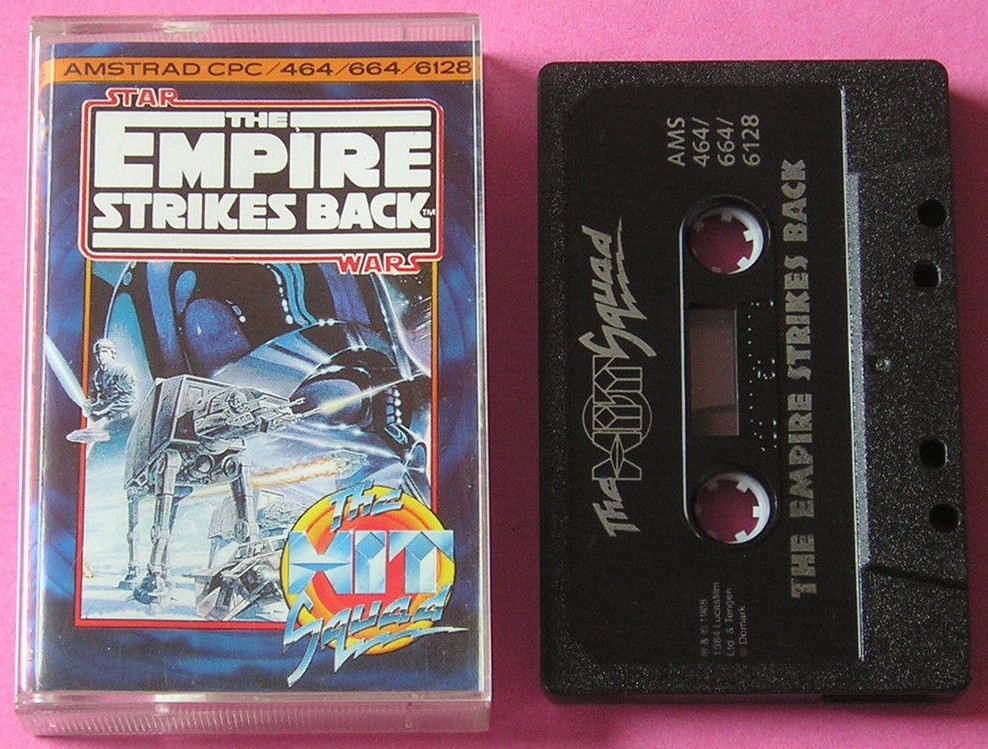 AMSTRAD CPC/464/664/6128
STAR
THE
EMPIRE
STRIKES BACK™
WARS
The
HIT
Squad
The HIT Squad
AMS
464/
664/
6128
THE EMPIRE STRIKES BACK
1984 Lucasfilm
Ltd. & Tengen
© Domark